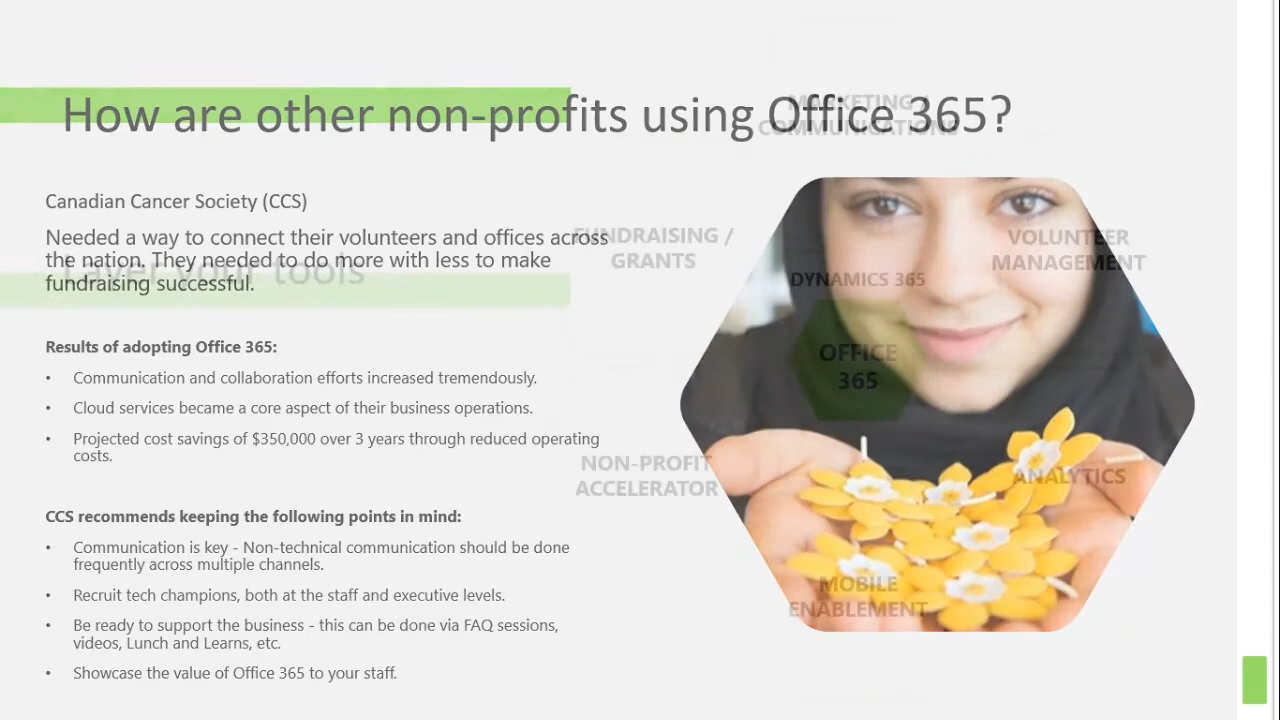 How are other non-profits using Office 365?
MARKETING /
COMMUNICATIONS
Canadian Cancer Society (CCS)
Needed a way to connect their volunteers and offices across
the nation. They needed to do more with less to make
fundraising successful.
Layer your tools
FUNDRAISING /
GRANTS
VOLUNTEER
MANAGEMENT
DYNAMICS 365
OFFICE
365
Results of adopting Office 365:
• Communication and collaboration efforts increased tremendously.
• Cloud services became a core aspect of their business operations.
• Projected cost savings of $350,000 over 3 years through reduced operating
costs.
NON-PROFIT
ACCELERATOR
ANALYTICS
CCS recommends keeping the following points in mind:
• Communication is key - Non-technical communication should be done
frequently across multiple channels.
• Recruit tech champions, both at the staff and executive levels.
• Be ready to support the business - this can be done via FAQ sessions,
videos, Lunch and Learns, etc.
• Showcase the value of Office 365 to your staff.
MOBILE
ENABLEMENT